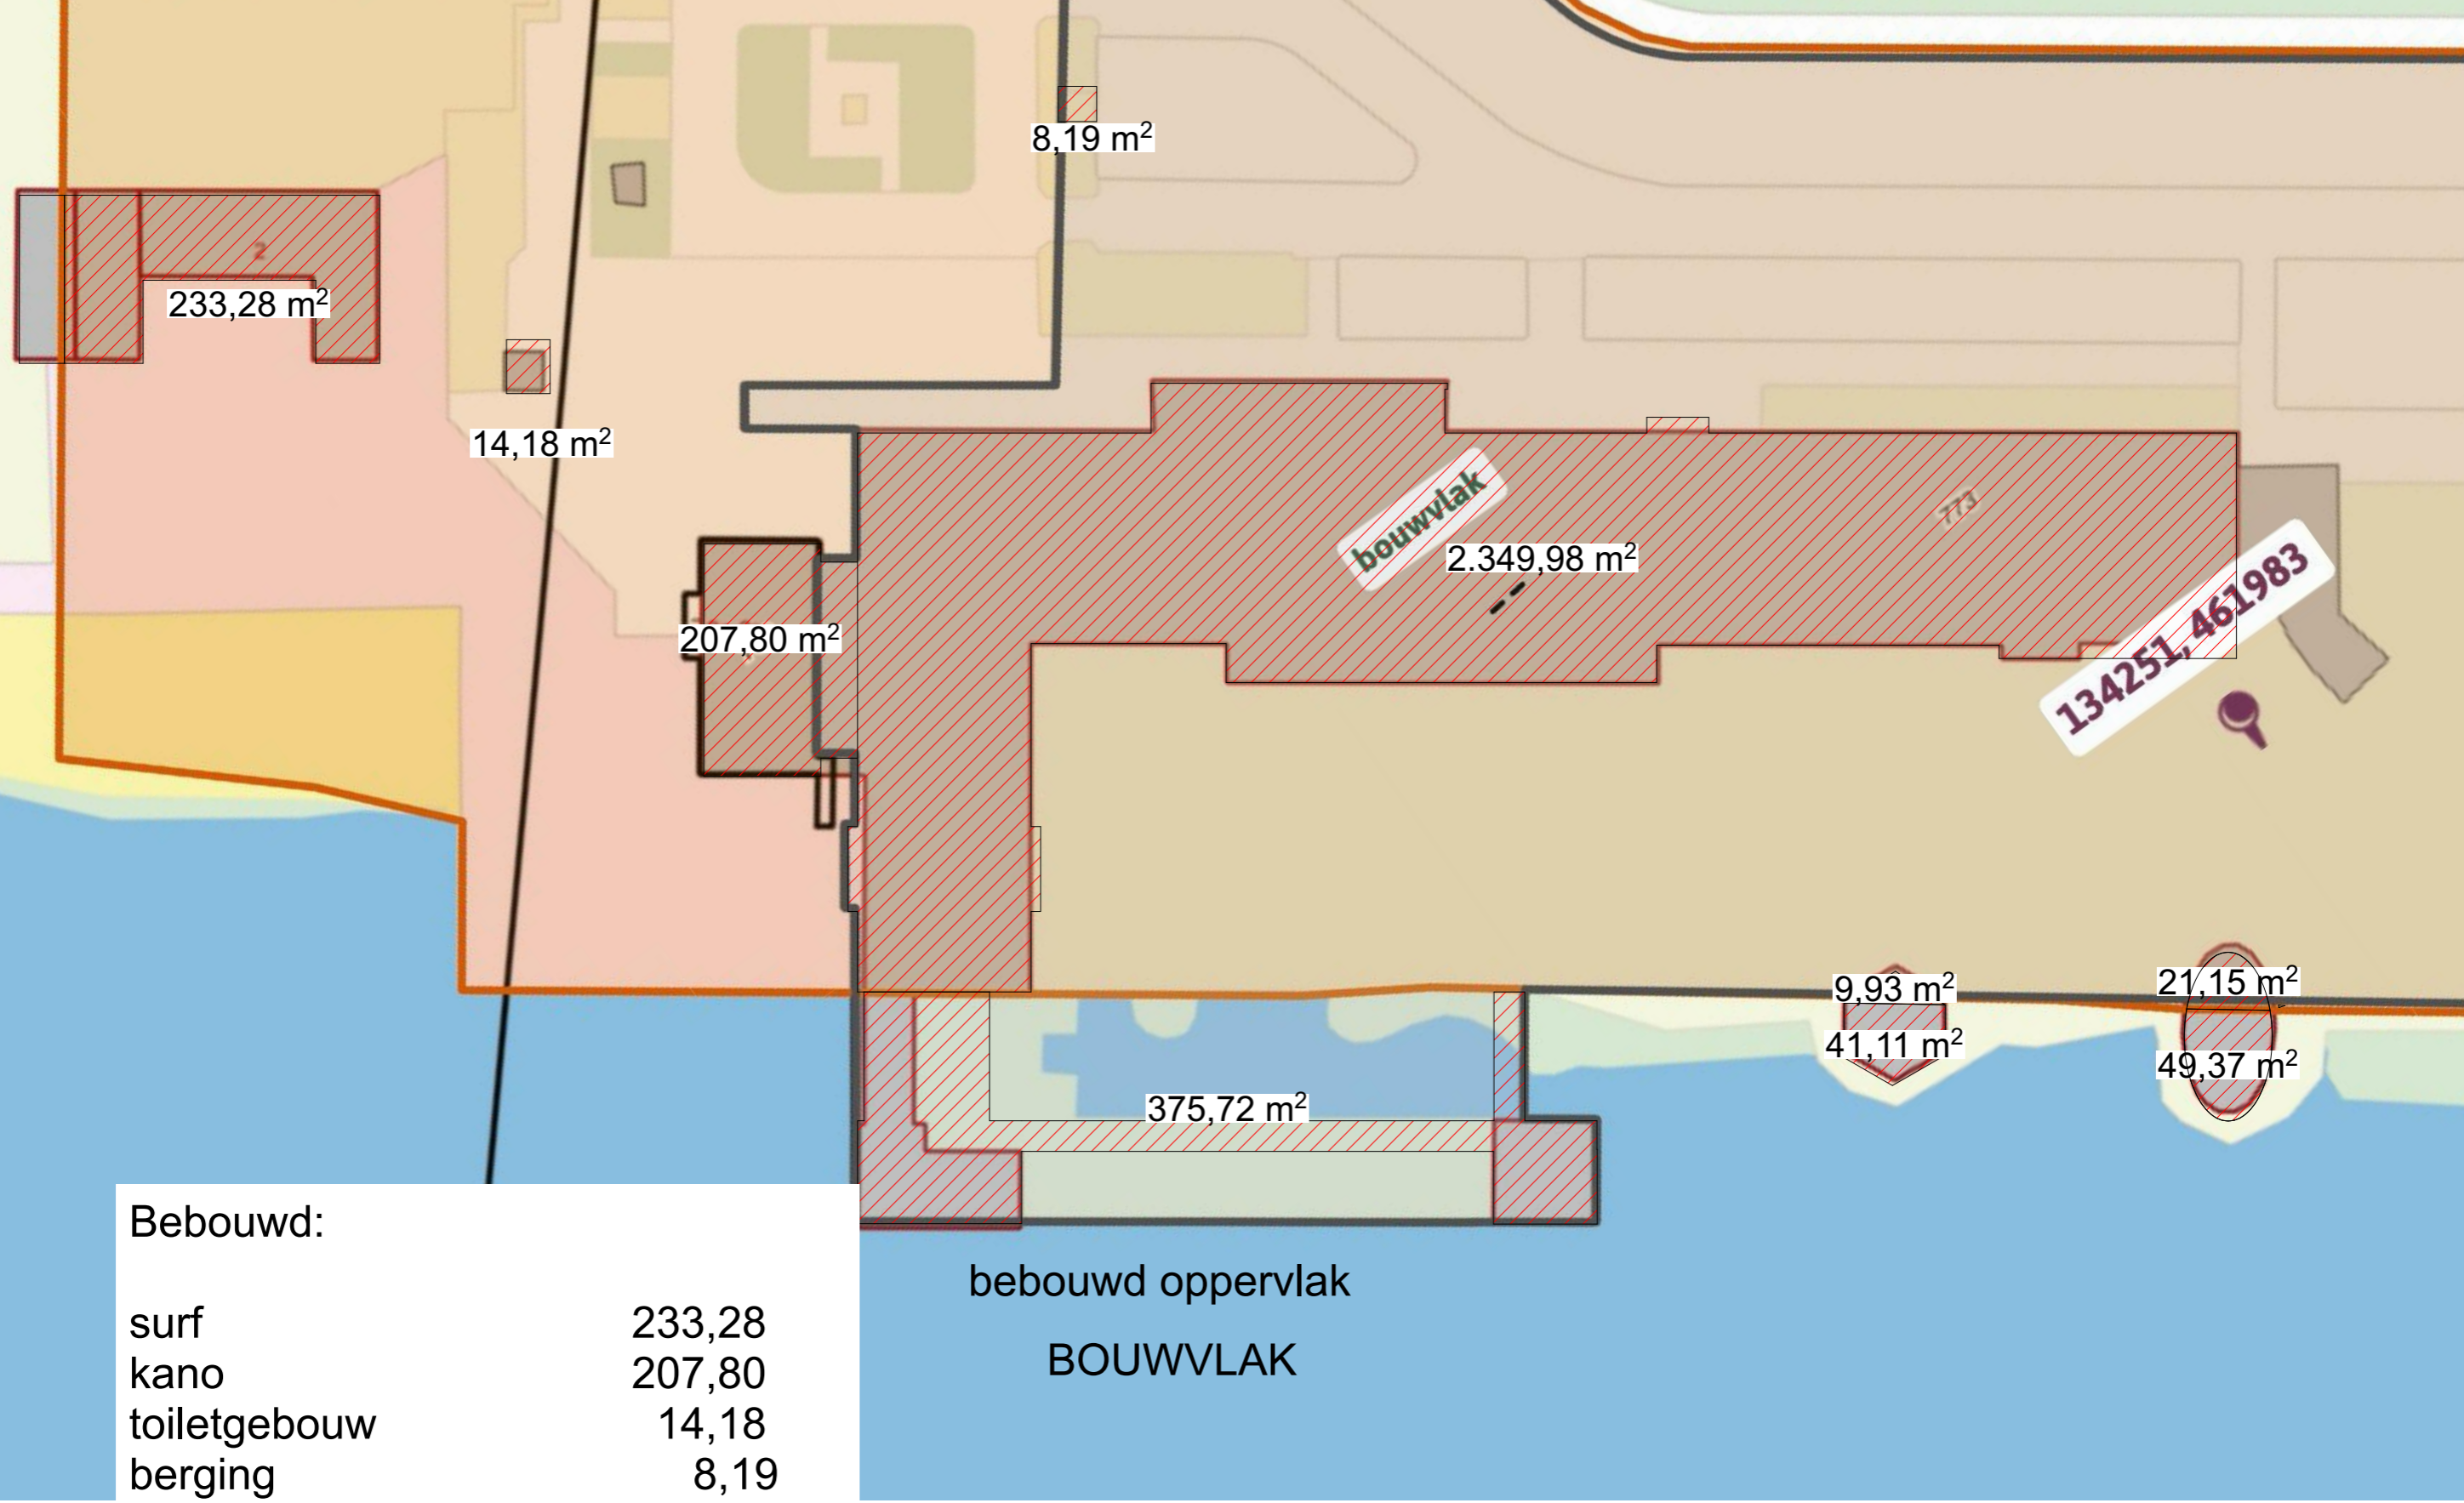 8,19 m²
2
233,28 m²
14,18 m²
bouwvlak
773
2.349,98 m²
134251, 461983
207,80 m²
9,93 m²
21,15 m²
41,11 m²
49,37 m²
375,72 m²
Bebouwd:
surf 233,28
kano 207,80
toiletgebouw 14,18
berging 8,19
bebouwd oppervlak
BOUWVLAK